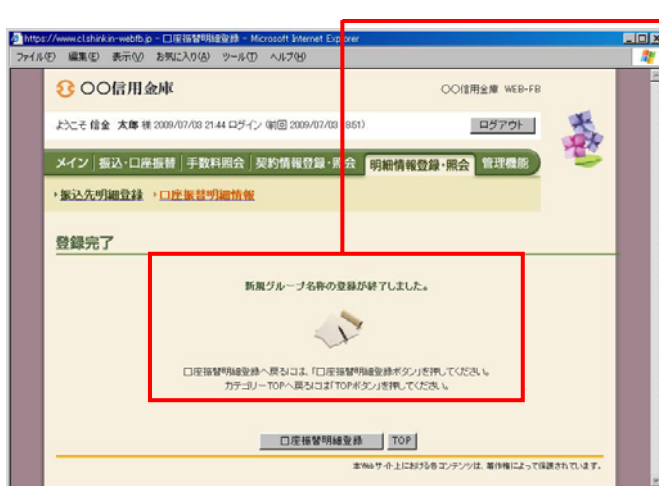 https://www.cl.shinkin-webfb.jp - 口座振替明細登録 - Microsoft Internet Explorer
ファイル(F) 編集(E) 表示(V) お気に入り(A) ツール(T) ヘルプ(H)
〇〇信用金庫
〇〇信用金庫 WEB-FB
ようこそ 信金 太郎 様 2009/07/03 21:44 ログイン (前回 2009/07/03 851)
ログアウト
メイン 振込・口座振替 手数料照会 契約情報登録・照会 明細情報登録・照会 管理機能
振込先明細登録 口座振替明細情報
登録完了
新規グループ名称の登録が終了しました。
口座振替明細登録へ戻るには、「口座振替明細登録ボタン」を押してください。
カテゴリーTOPへ戻るには「TOPボタン」を押してください。
口座振替明細登録 TOP
本Webサイト上における各コンテンツは、著作権によって保護されています。